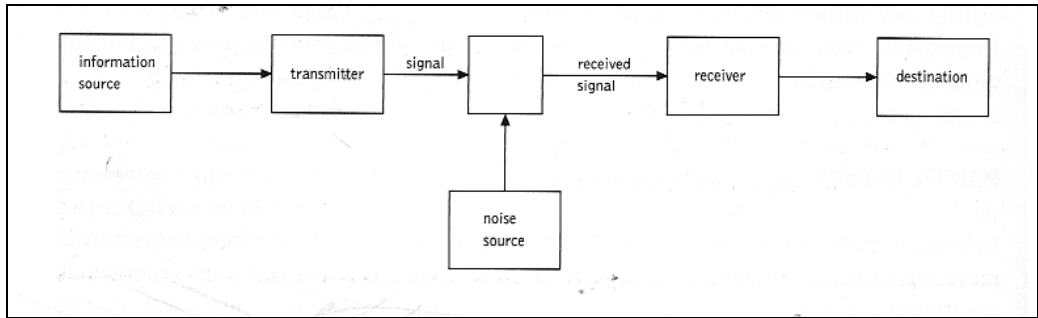 information
source
transmitter
signal
received
signal
receiver
destination
noise
source